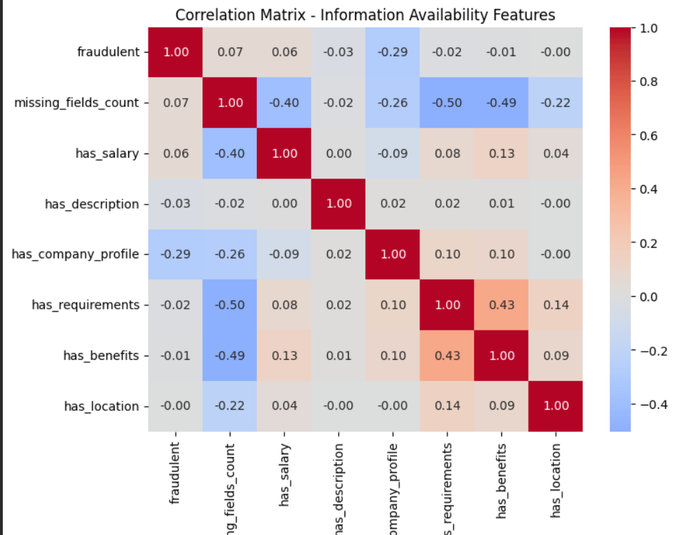 Correlation Matrix - Information Availability Features
fraudulent 1.00 0.07 0.06 -0.03 -0.29 -0.02 -0.01 -0.00
missing_fields_count 0.07 1.00 -0.40 -0.02 -0.26 -0.50 -0.49 -0.22
has_salary 0.06 -0.40 1.00 0.00 -0.09 0.08 0.13 0.04
has_description -0.03 -0.02 0.00 1.00 0.02 0.02 0.01 -0.00
has_company_profile -0.29 -0.26 -0.09 0.02 1.00 0.10 0.10 -0.00
has_requirements -0.02 -0.50 0.08 0.02 0.10 1.00 0.43 0.14
has_benefits -0.01 -0.49 0.13 0.01 0.10 0.43 1.00 0.09
has_location -0.00 -0.22 0.04 -0.00 -0.00 0.14 0.09 1.00
fraudulent
ng_fields_count
has_salary
has_description
ompany_profile
s_requirements
has_benefits
has_location
1.0
0.8
0.6
0.4
0.2
0.0
−0.2
−0.4